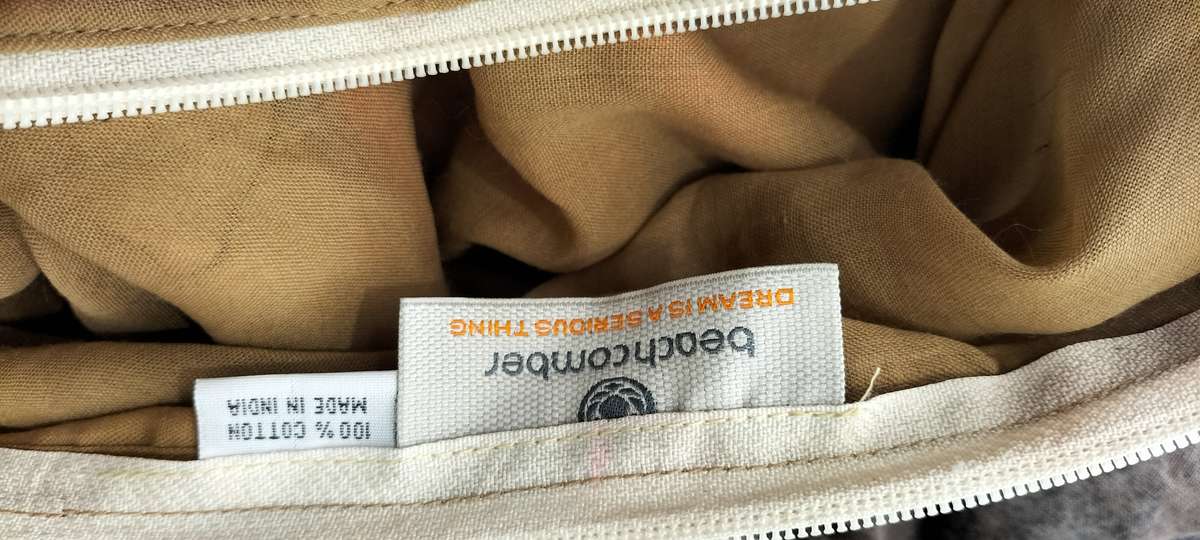 beachcomber
DREAM IS A SERIOUS THING
100% COTTON
MADE IN INDIA